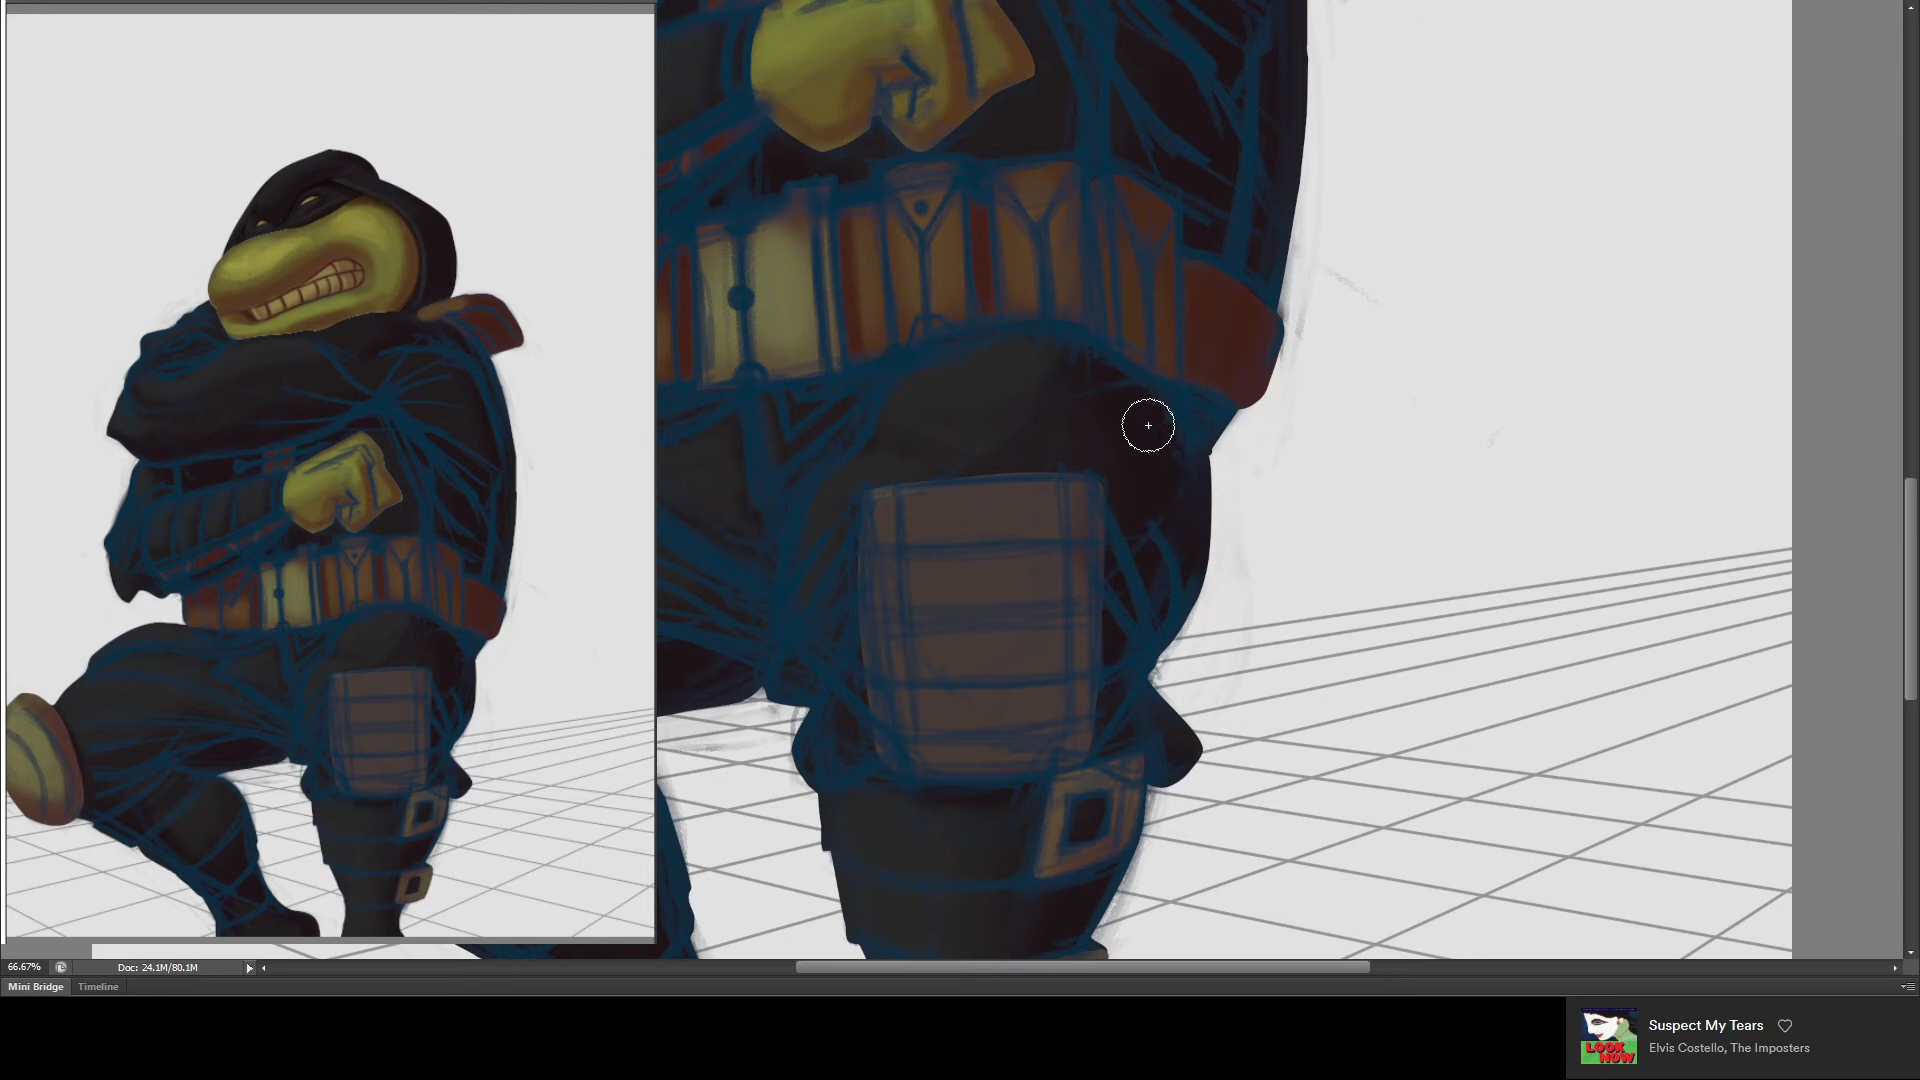 66.67%
Doc: 24.1M/80.1M
Mini Bridge
Timeline
LOOK
NOW
Suspect My Tears
Elvis Costello, The Imposters